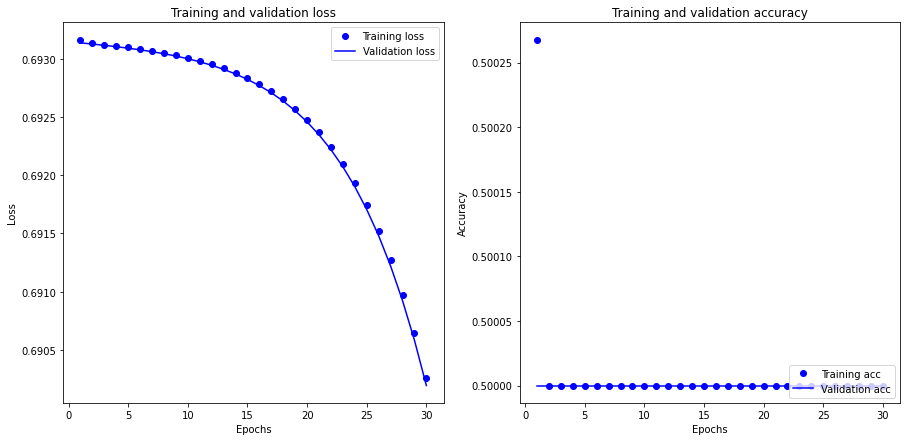 Training and validation loss
Training loss
Validation loss
0.6930
0.6925
0.6920
0.6915
0.6910
0.6905
Loss
0
5
10
15
20
25
30
Epochs
Training and validation accuracy
0.50025
0.50020
0.50015
0.50010
0.50005
0.50000
Accuracy
Training acc
Validation acc
0
5
10
15
20
25
30
Epochs